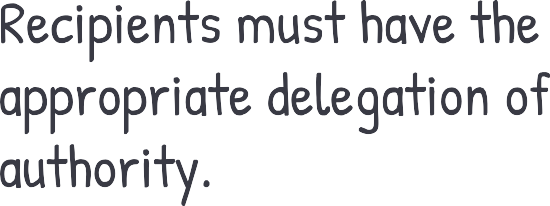 Recipients must have the
appropriate delegation of
authority.